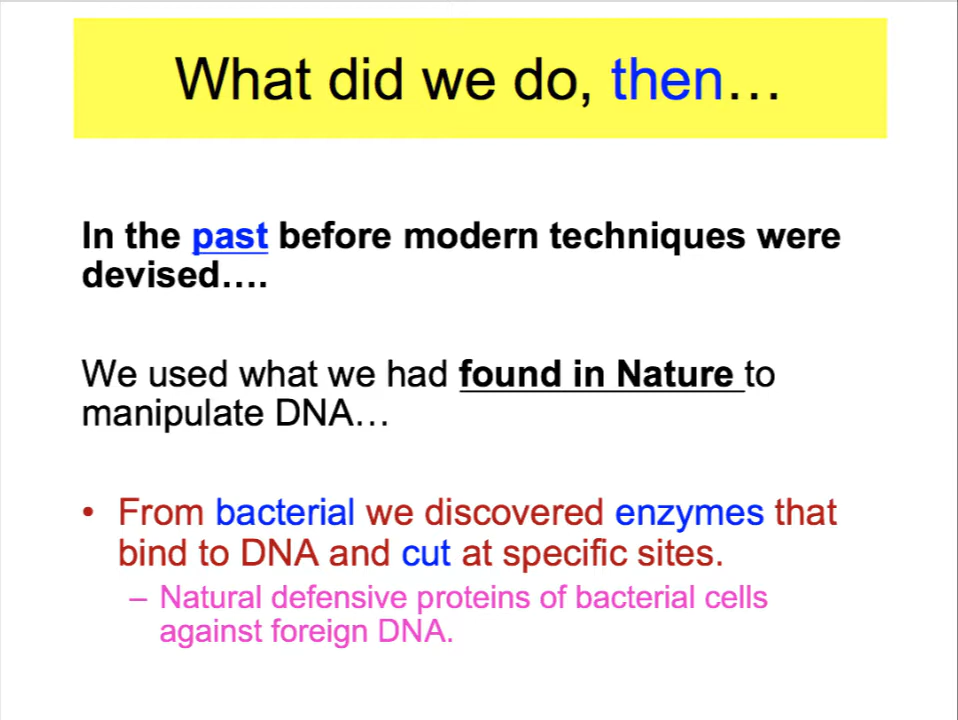 What did we do, then…
In the past before modern techniques were
devised….
We used what we had found in Nature to
manipulate DNA…
• From bacterial we discovered enzymes that
bind to DNA and cut at specific sites.
– Natural defensive proteins of bacterial cells
against foreign DNA.